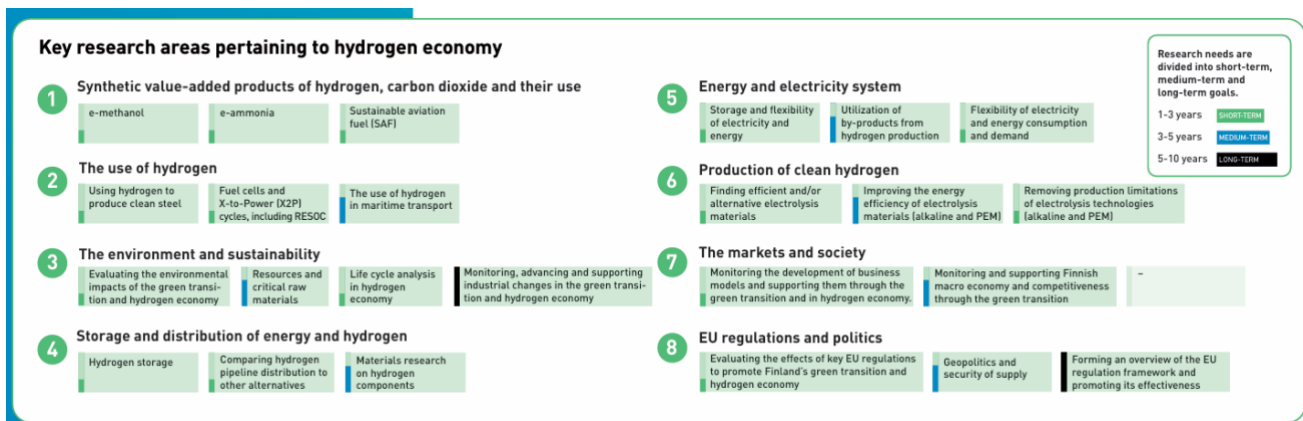 Key research areas pertaining to hydrogen economy
Research needs are
divided into short-term,
medium-term and
long-term goals.
1-3 years SHORT-TERM
3-5 years MEDIUM-TERM
5-10 years LONG-TERM
1
Synthetic value-added products of hydrogen, carbon dioxide and their use
e-methanol
e-ammonia
Sustainable aviation
fuel (SAF)
2
The use of hydrogen
Using hydrogen to
produce clean steel
Fuel cells and
X-to-Power (X2P)
cycles, including RESOC
The use of hydrogen
in maritime transport
3
The environment and sustainability
Evaluating the environmental
impacts of the green transi-
tion and hydrogen economy
Resources and
critical raw
materials
Life cycle analysis
in hydrogen
economy
Monitoring, advancing and supporting
industrial changes in the green transi-
tion and hydrogen economy
4
Storage and distribution of energy and hydrogen
Hydrogen storage
Comparing hydrogen
pipeline distribution to
other alternatives
Materials research
on hydrogen
components
5
Energy and electricity system
Storage and flexibility
of electricity and
energy
Utilization of
by-products from
hydrogen production
Flexibility of electricity
and energy consumption
and demand
6
Production of clean hydrogen
Finding efficient and/or
alternative electrolysis
materials
Improving the energy
efficiency of electrolysis
materials (alkaline and PEM)
Removing production limitations
of electrolysis technologies
(alkaline and PEM)
7
The markets and society
Monitoring the development of business
models and supporting them through the
green transition and in hydrogen economy.
Monitoring and supporting Finnish
macro economy and competitiveness
through the green transition
–
8
EU regulations and politics
Evaluating the effects of key EU regulations
to promote Finland's green transition and
hydrogen economy
Geopolitics and
security of supply
Forming an overview of the EU
regulation framework and
promoting its effectiveness